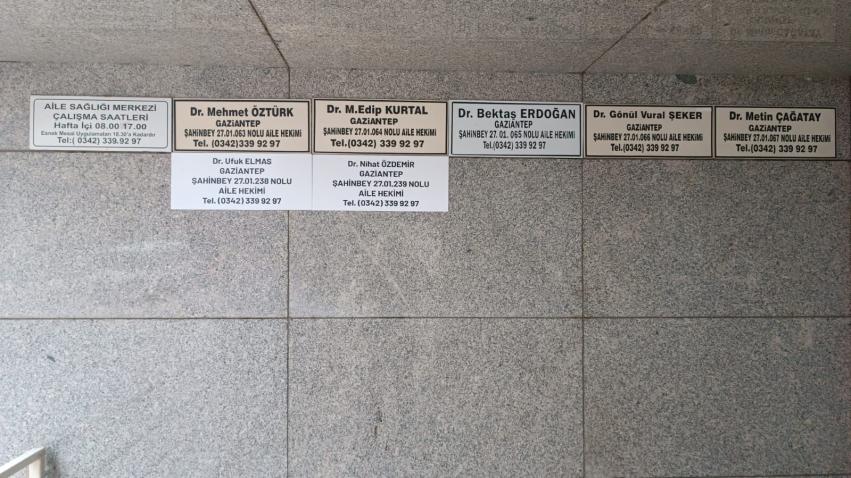 AİLE SAĞLIĞI MERKEZİ
ÇALIŞMA SAATLERİ
Hafta İçi 08.00 17.00
Esnek Mesai Uygulamaları 18.30'a Kadardır
Tel:( 0342) 339.92 97
Dr. Mehmet ÖZTÜRK
GAZiANTEP
ŞAHİNBEY 27.01.063 NOLU AİLE HEKİMİ
Tel. (0342)339 92 97
Dr. M.Edip KURTAL
GAZiANTEP
ŞAHİNBEY 27.01.064 NOLU AİLE HEKİMİ
Tel.(0342) 339 92 97
Dr. Bektaş ERDOĞAN
GAZİANTEP
ŞAHİNBEY 27. 01. 065 NOLU AİLE HEKİMİ
Tel.(0342) 339 92 97
Dr. Gönül Vural ŞEKER
GAZİANTEP
ŞAHİNBEY 27.01.066 NOLU AİLE HEKİMİ
Tel.(0342) 339 92 97
Dr. Metin ÇAĞATAY
GAZİANTEP
ŞAHİNBEY 27.01.067 NOLU AİLE HEKİMİ
Tel.(0342) 339 92 97
Dr. Ufuk ELMAS
GAZİANTEP
ŞAHİNBEY 27.01.238 NOLU
AİLE HEKİMİ
Tel. (0342) 339 92 97
Dr. Nihat ÖZDEMİR
GAZİANTEP
ŞAHİNBEY 27.01.239 NOLU
AİLE HEKİMİ
Tel. (0342) 339 92 97